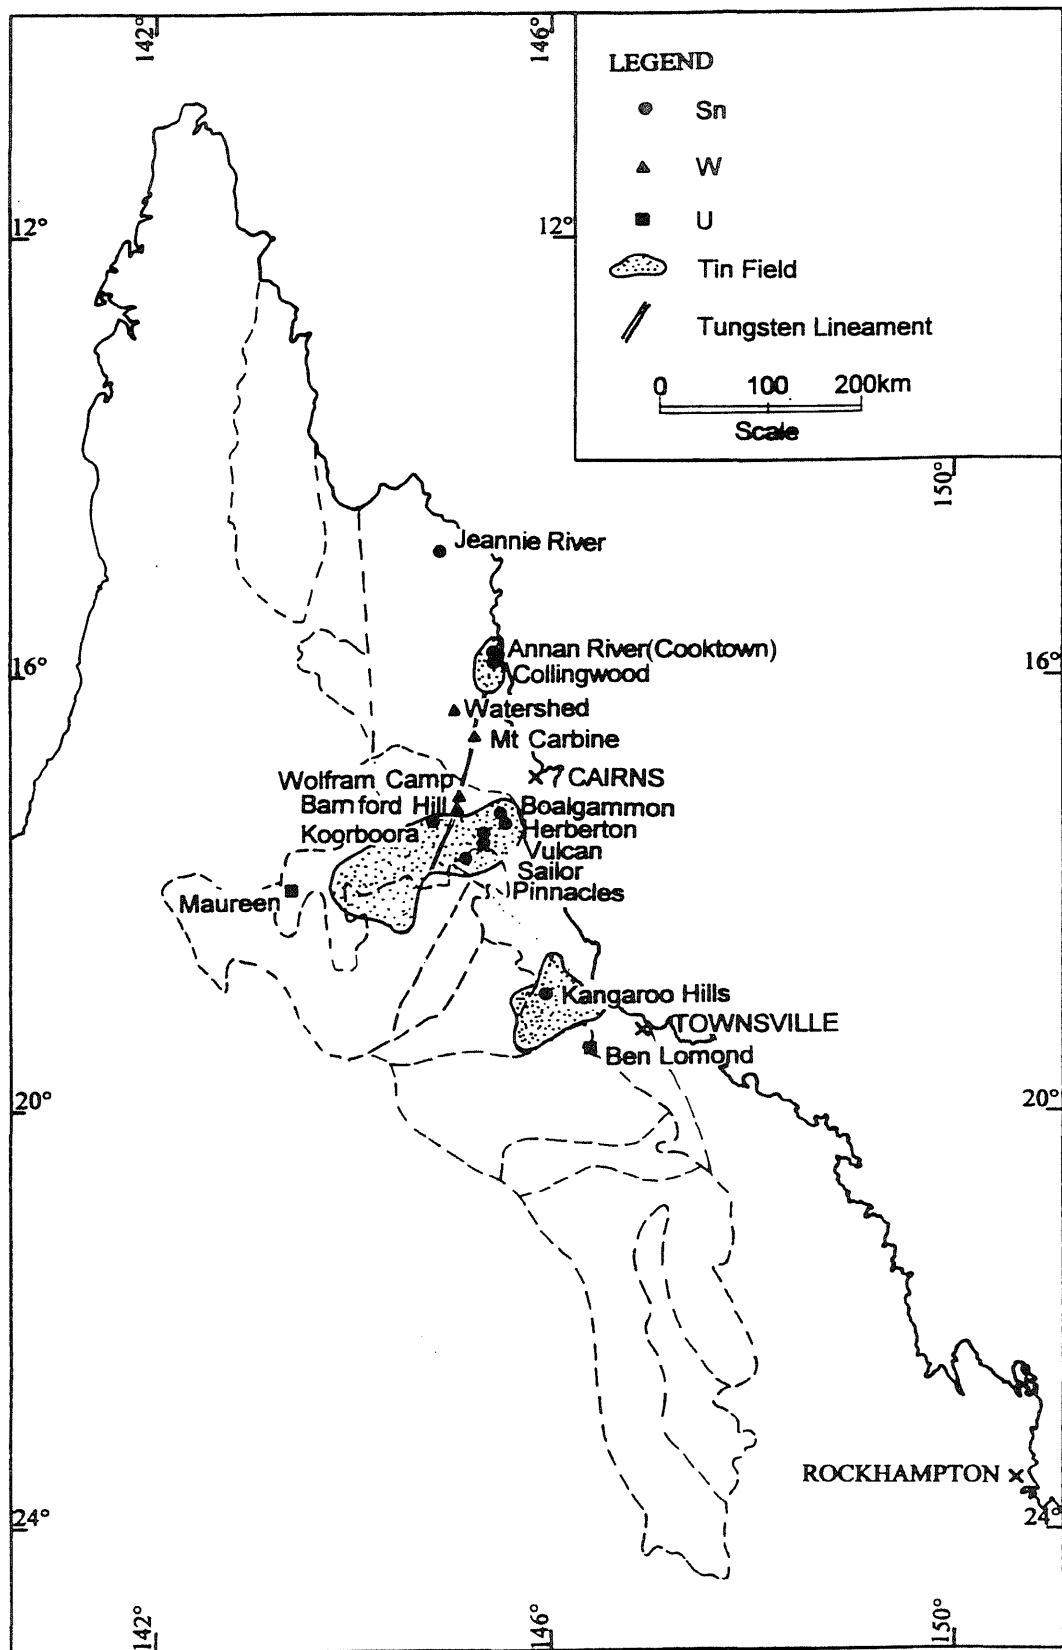 142°
146°
LEGEND
Sn
W
U
Tin Field
Tungsten Lineament
0 100 200km
Scale
12°
12°
150°
Jeannie River
Annan River(Cooktown)
Collingwood
16°
16°
Watershed
Mt Carbine
Wolfram Camp
CAIRNS
Bamford Hill
Boalgammon
Koorboora
Herberton
Vulcan
Sailor
Maureen
Pinnacles
Kangaroo Hills
TOWNSVILLE
Ben Lomond
20°
20°
ROCKHAMPTON
24°
24°
142°
146°
150°